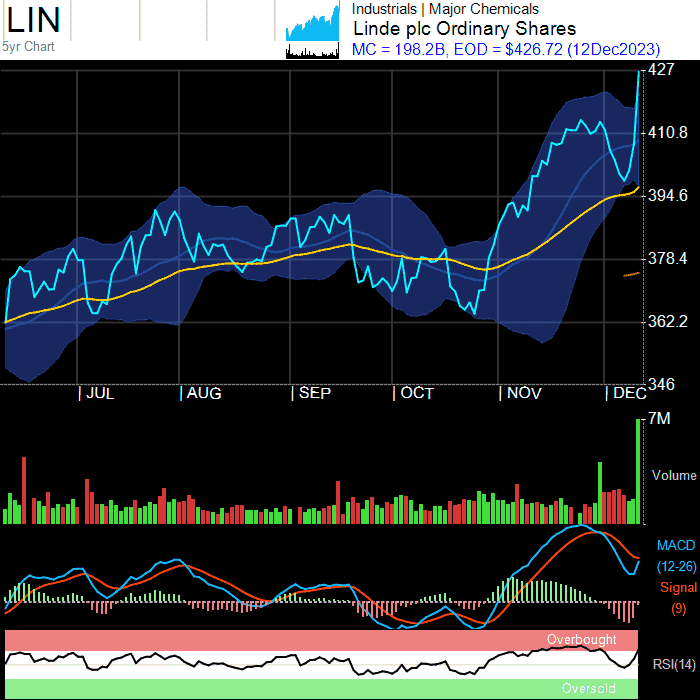 LIN
5yr Chart
Industrials | Major Chemicals
Linde plc Ordinary Shares
MC = 198.2B, EOD = $426.72 (12Dec2023)
427
410.8
394.6
378.4
362.2
346
| JUL | AUG | SEP | OCT | NOV | DEC
7M
Volume
MACD
(12-26)
Signal
(9)
Overbought
RSI(14)
Oversold